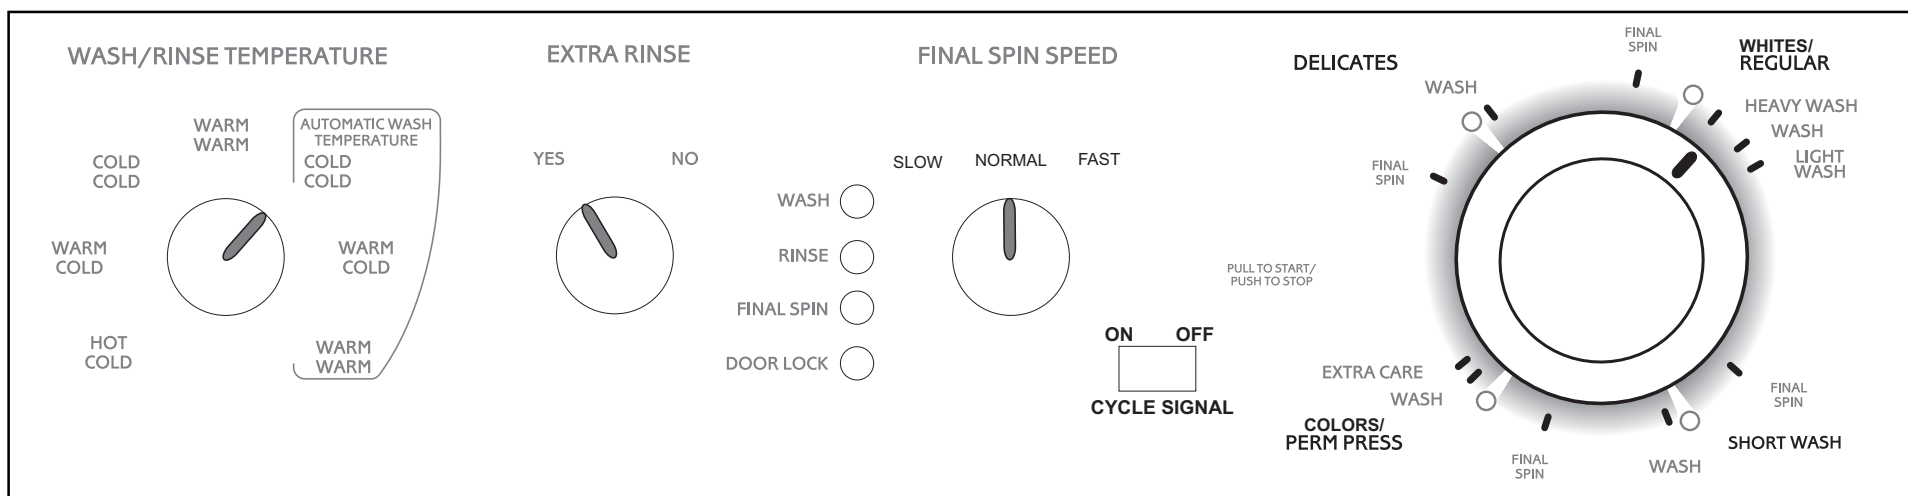 WASH/RINSE TEMPERATURE
WARM
WARM
COLD
COLD
WARM
COLD
HOT
COLD
AUTOMATIC WASH
TEMPERATURE
COLD
COLD
WARM
COLD
WARM
WARM
EXTRA RINSE
YES
NO
WASH
RINSE
FINAL SPIN
DOOR LOCK
FINAL SPIN SPEED
SLOW
NORMAL
FAST
ON
OFF
CYCLE SIGNAL
PULL TO START/
PUSH TO STOP
DELICATES
WASH
FINAL
SPIN
FINAL
SPIN
WHITES/
REGULAR
HEAVY WASH
WASH
LIGHT
WASH
FINAL
SPIN
SHORT WASH
WASH
FINAL
SPIN
EXTRA CARE
WASH
COLORS/
PERM PRESS